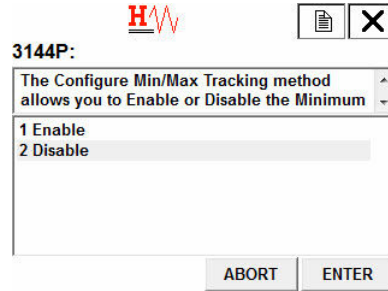 H
3144P:
The Configure Min/Max Tracking method
allows you to Enable or Disable the Minimum
1 Enable
2 Disable
ABORT ENTER